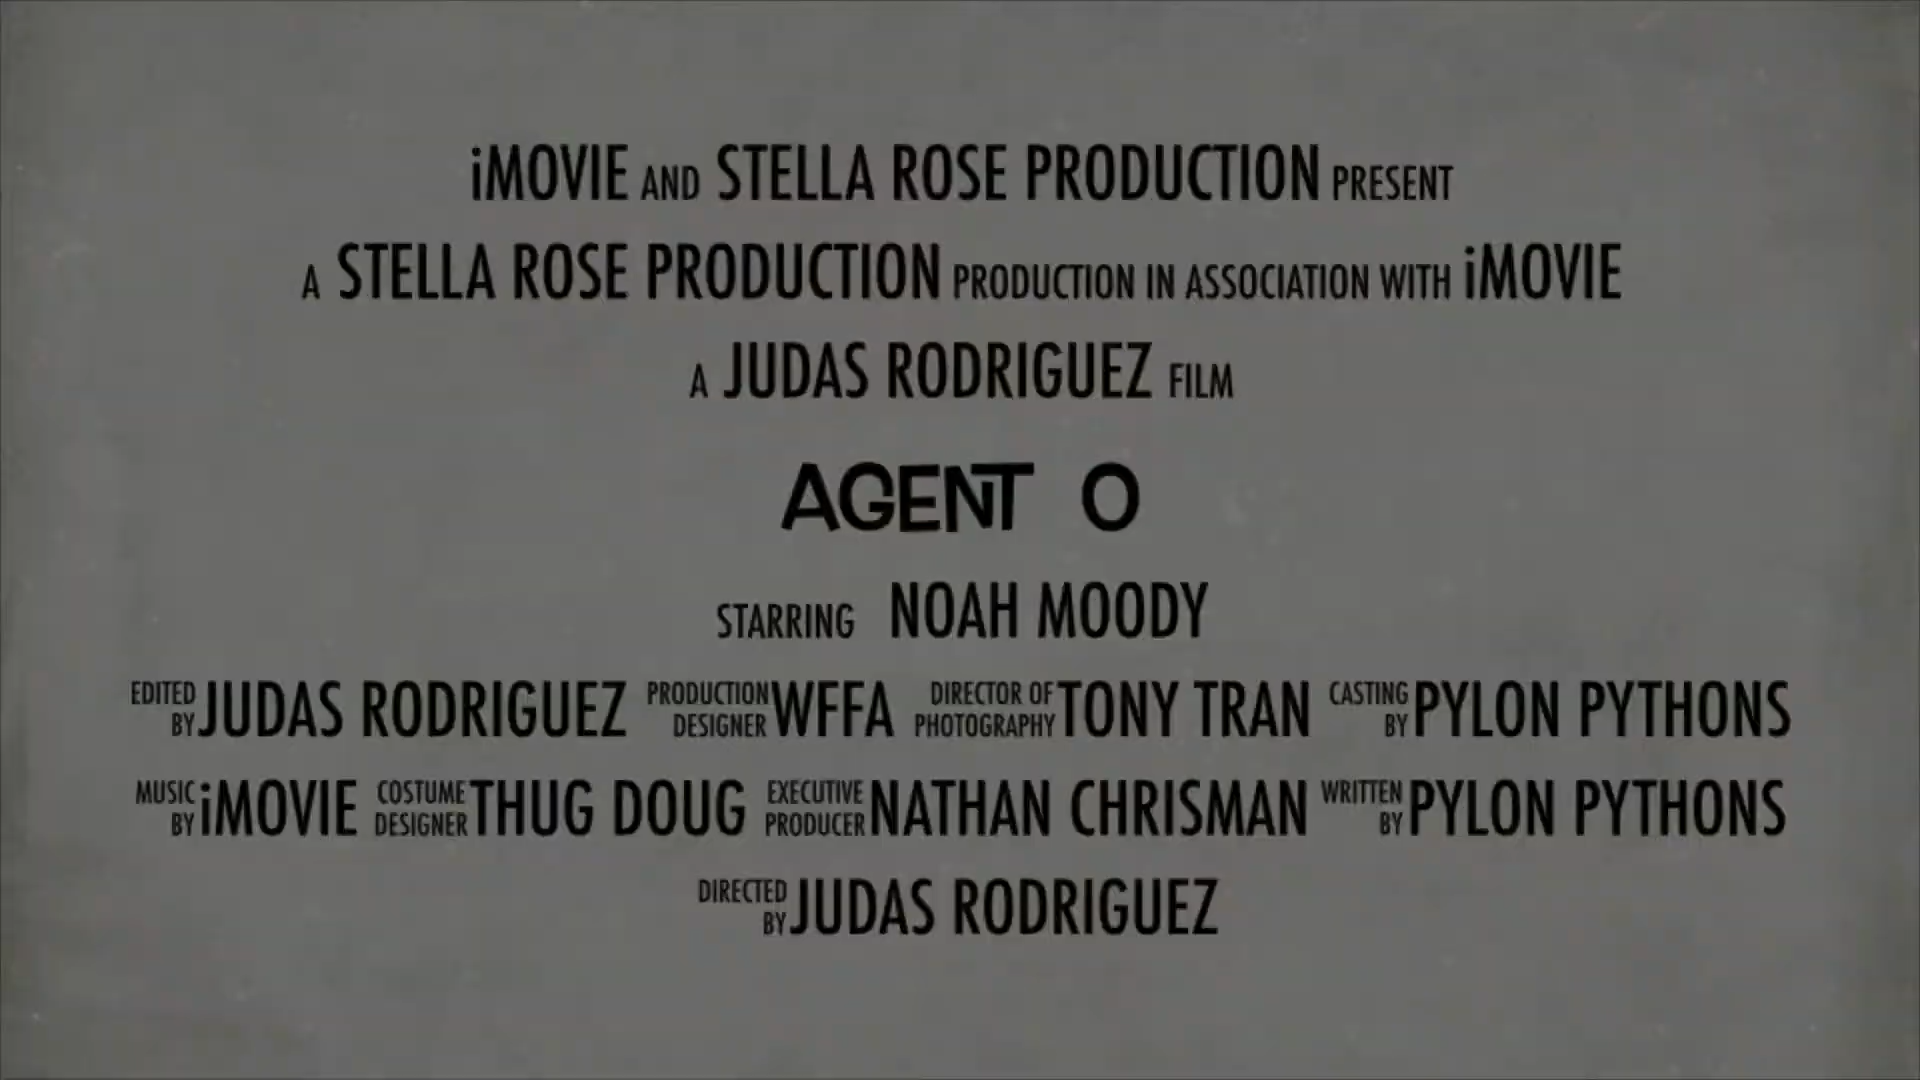 iMOVIE AND STELLA ROSE PRODUCTION PRESENT
A STELLA ROSE PRODUCTION PRODUCTION IN ASSOCIATION WITH iMOVIE
A JUDAS RODRIGUEZ FILM
AGENT O
STARRING NOAH MOODY
EDITED BY JUDAS RODRIGUEZ PRODUCTION DESIGNER WFFA DIRECTOR OF PHOTOGRAPHY TONY TRAN CASTING BY PYLON PYTHONS
MUSIC BY iMOVIE COSTUME DESIGNER THUG DOUG EXECUTIVE PRODUCER NATHAN CHRISMAN WRITTEN BY PYLON PYTHONS
DIRECTED BY JUDAS RODRIGUEZ